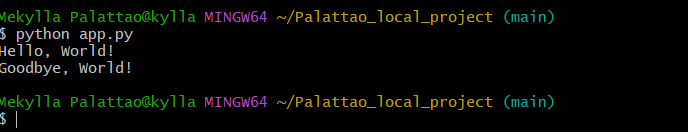 Mekylla Palattao@kylla MINGW64 ~/Palattao_local_project (main)
$ python app.py
Hello, World!
Goodbye, World!
Mekylla Palattao@kylla MINGW64 ~/Palattao_local_project (main)
$